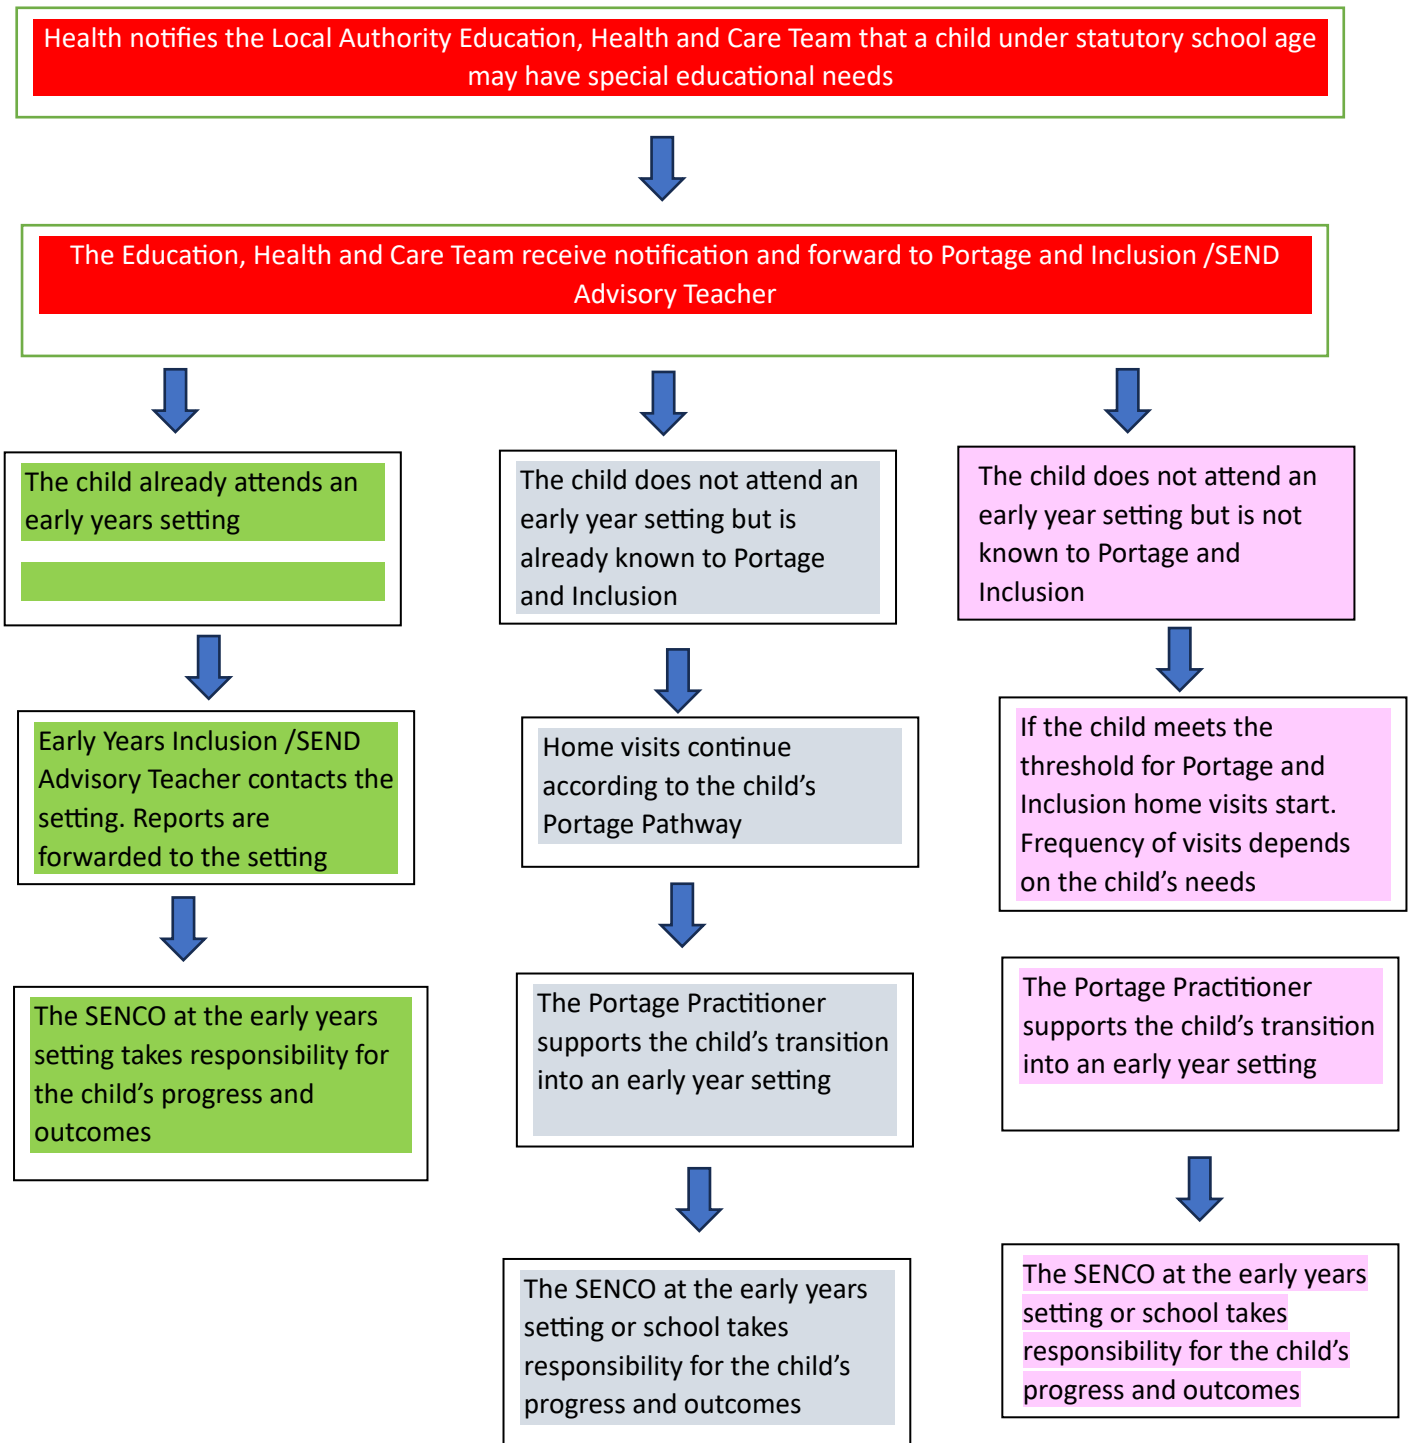 Health notifies the Local Authority Education, Health and Care Team that a child under statutory school age
may have special educational needs
The Education, Health and Care Team receive notification and forward to Portage and Inclusion /SEND
Advisory Teacher
The child already attends an
early years setting
The child does not attend an
early year setting but is
already known to Portage
and Inclusion
The child does not attend an
early year setting but is not
known to Portage and
Inclusion
Early Years Inclusion /SEND
Advisory Teacher contacts the
setting. Reports are
forwarded to the setting
Home visits continue
according to the child’s
Portage Pathway
If the child meets the
threshold for Portage and
Inclusion home visits start.
Frequency of visits depends
on the child’s needs
The SENCO at the early years
setting takes responsibility for
the child’s progress and
outcomes
The Portage Practitioner
supports the child’s transition
into an early year setting
The Portage Practitioner
supports the child’s transition
into an early year setting
The SENCO at the early years
setting or school takes
responsibility for the child’s
progress and outcomes
The SENCO at the early years
setting or school takes
responsibility for the child’s
progress and outcomes